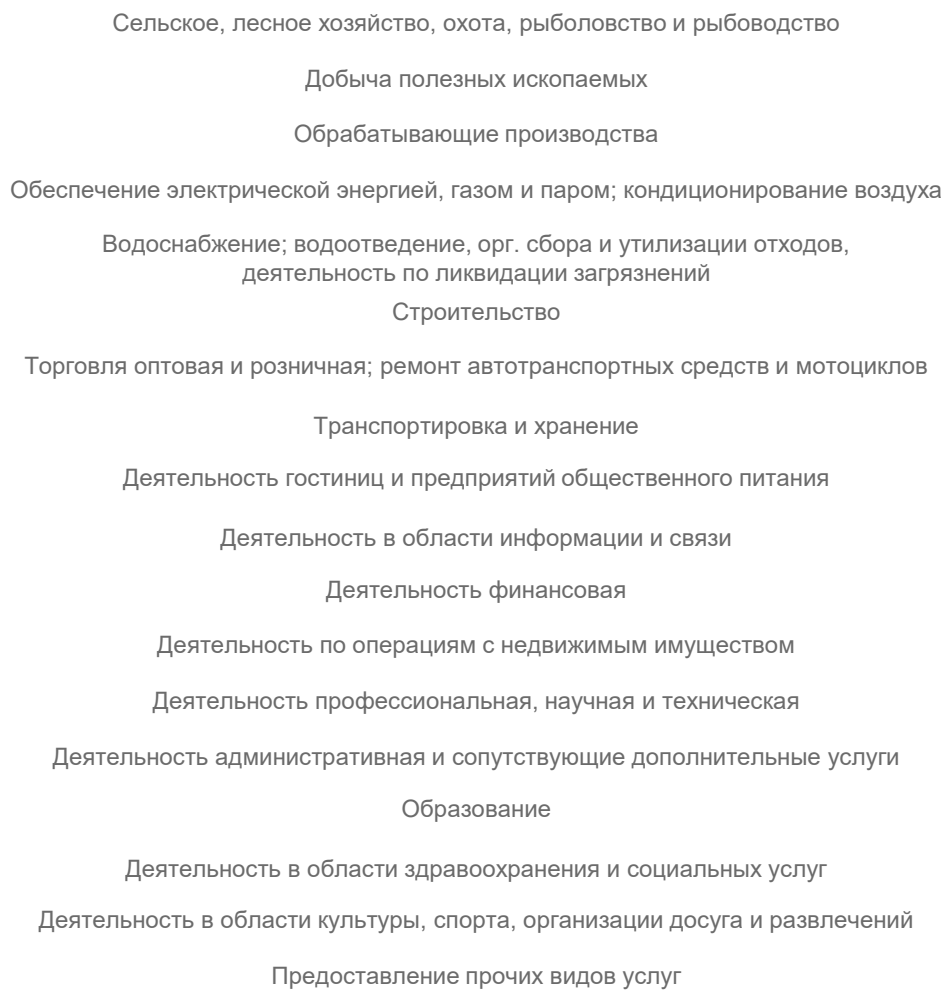 Сельское, лесное хозяйство, охота, рыболовство и рыбоводство
Добыча полезных ископаемых
Обрабатывающие производства
Обеспечение электрической энергией, газом и паром; кондиционирование воздуха
Водоснабжение; водоотведение, орг. сбора и утилизации отходов,
деятельность по ликвидации загрязнений
Строительство
Торговля оптовая и розничная; ремонт автотранспортных средств и мотоциклов
Транспортировка и хранение
Деятельность гостиниц и предприятий общественного питания
Деятельность в области информации и связи
Деятельность финансовая
Деятельность по операциям с недвижимым имуществом
Деятельность профессиональная, научная и техническая
Деятельность административная и сопутствующие дополнительные услуги
Образование
Деятельность в области здравоохранения и социальных услуг
Деятельность в области культуры, спорта, организации досуга и развлечений
Предоставление прочих видов услуг